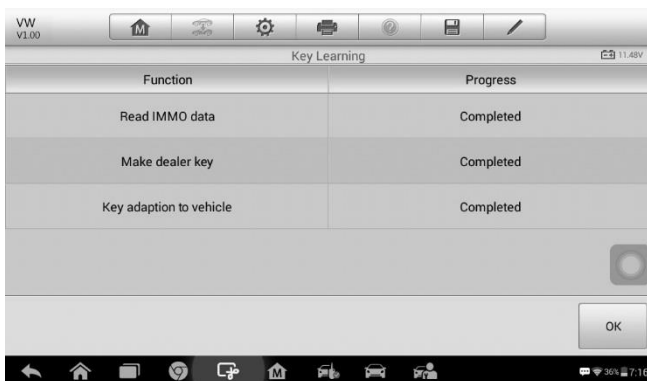 VW
V1.00
Key Learning
11.48V
Function Progress
Read IMMO data Completed
Make dealer key Completed
Key adaption to vehicle Completed
OK
36% 7:16